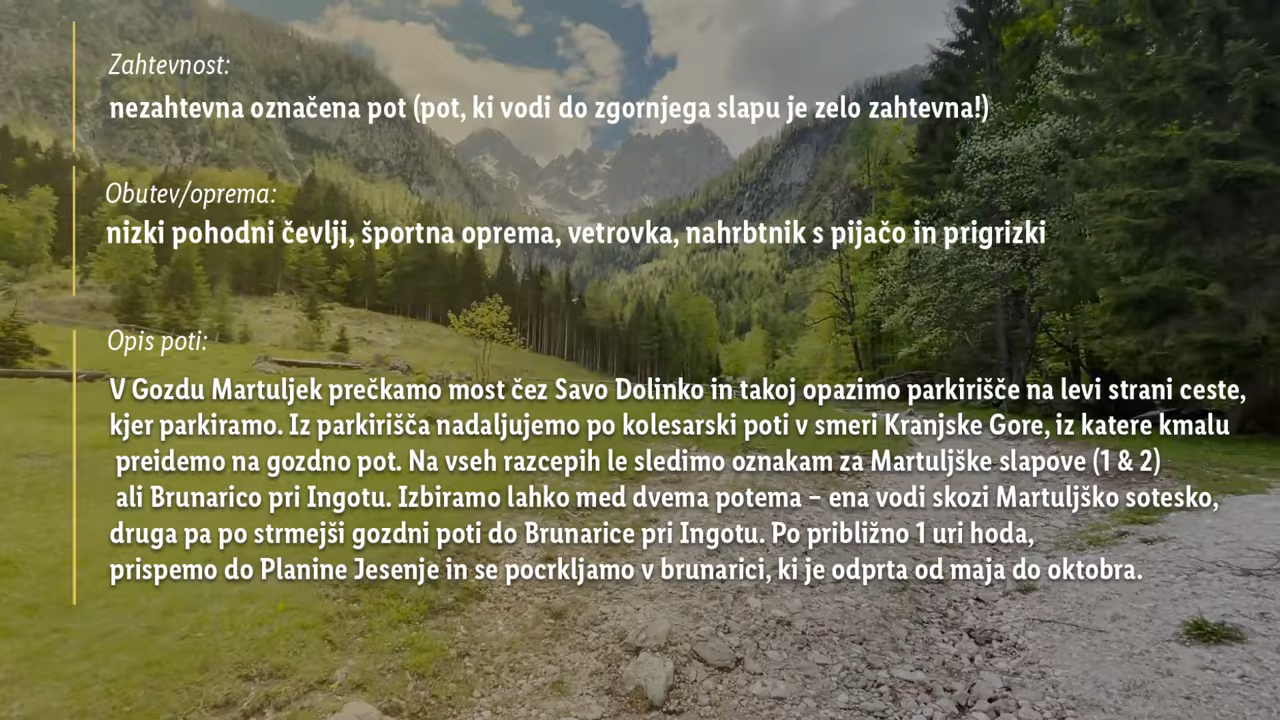 Zahtevnost:
nezahtevna označena pot (pot, ki vodi do zgornjega slapu je zelo zahtevna!)
Obutev/oprema:
nizki pohodni čevlji, športna oprema, vetrovka, nahrbtnik s pijačo in prigrizki
Opis poti:
V Gozdu Martuljek prečkamo most čez Savo Dolinko in takoj opazimo parkirišče na levi strani ceste,
kjer parkiramo. Iz parkirišča nadaljujemo po kolesarski poti v smeri Kranjske Gore, iz katere kmalu
preidemo na gozdno pot. Na vseh razcepih le sledimo oznakam za Martuljške slapove (1 & 2)
ali Brunarico pri Ingotu. Izbiramo lahko med dvema potema – ena vodi skozi Martuljško sotesko,
druga pa po strmejši gozdni poti do Brunarice pri Ingotu. Po približno 1 uri hoda,
prispemo do Planine Jesenje in se pocrkljamo v brunarici, ki je odprta od maja do oktobra.